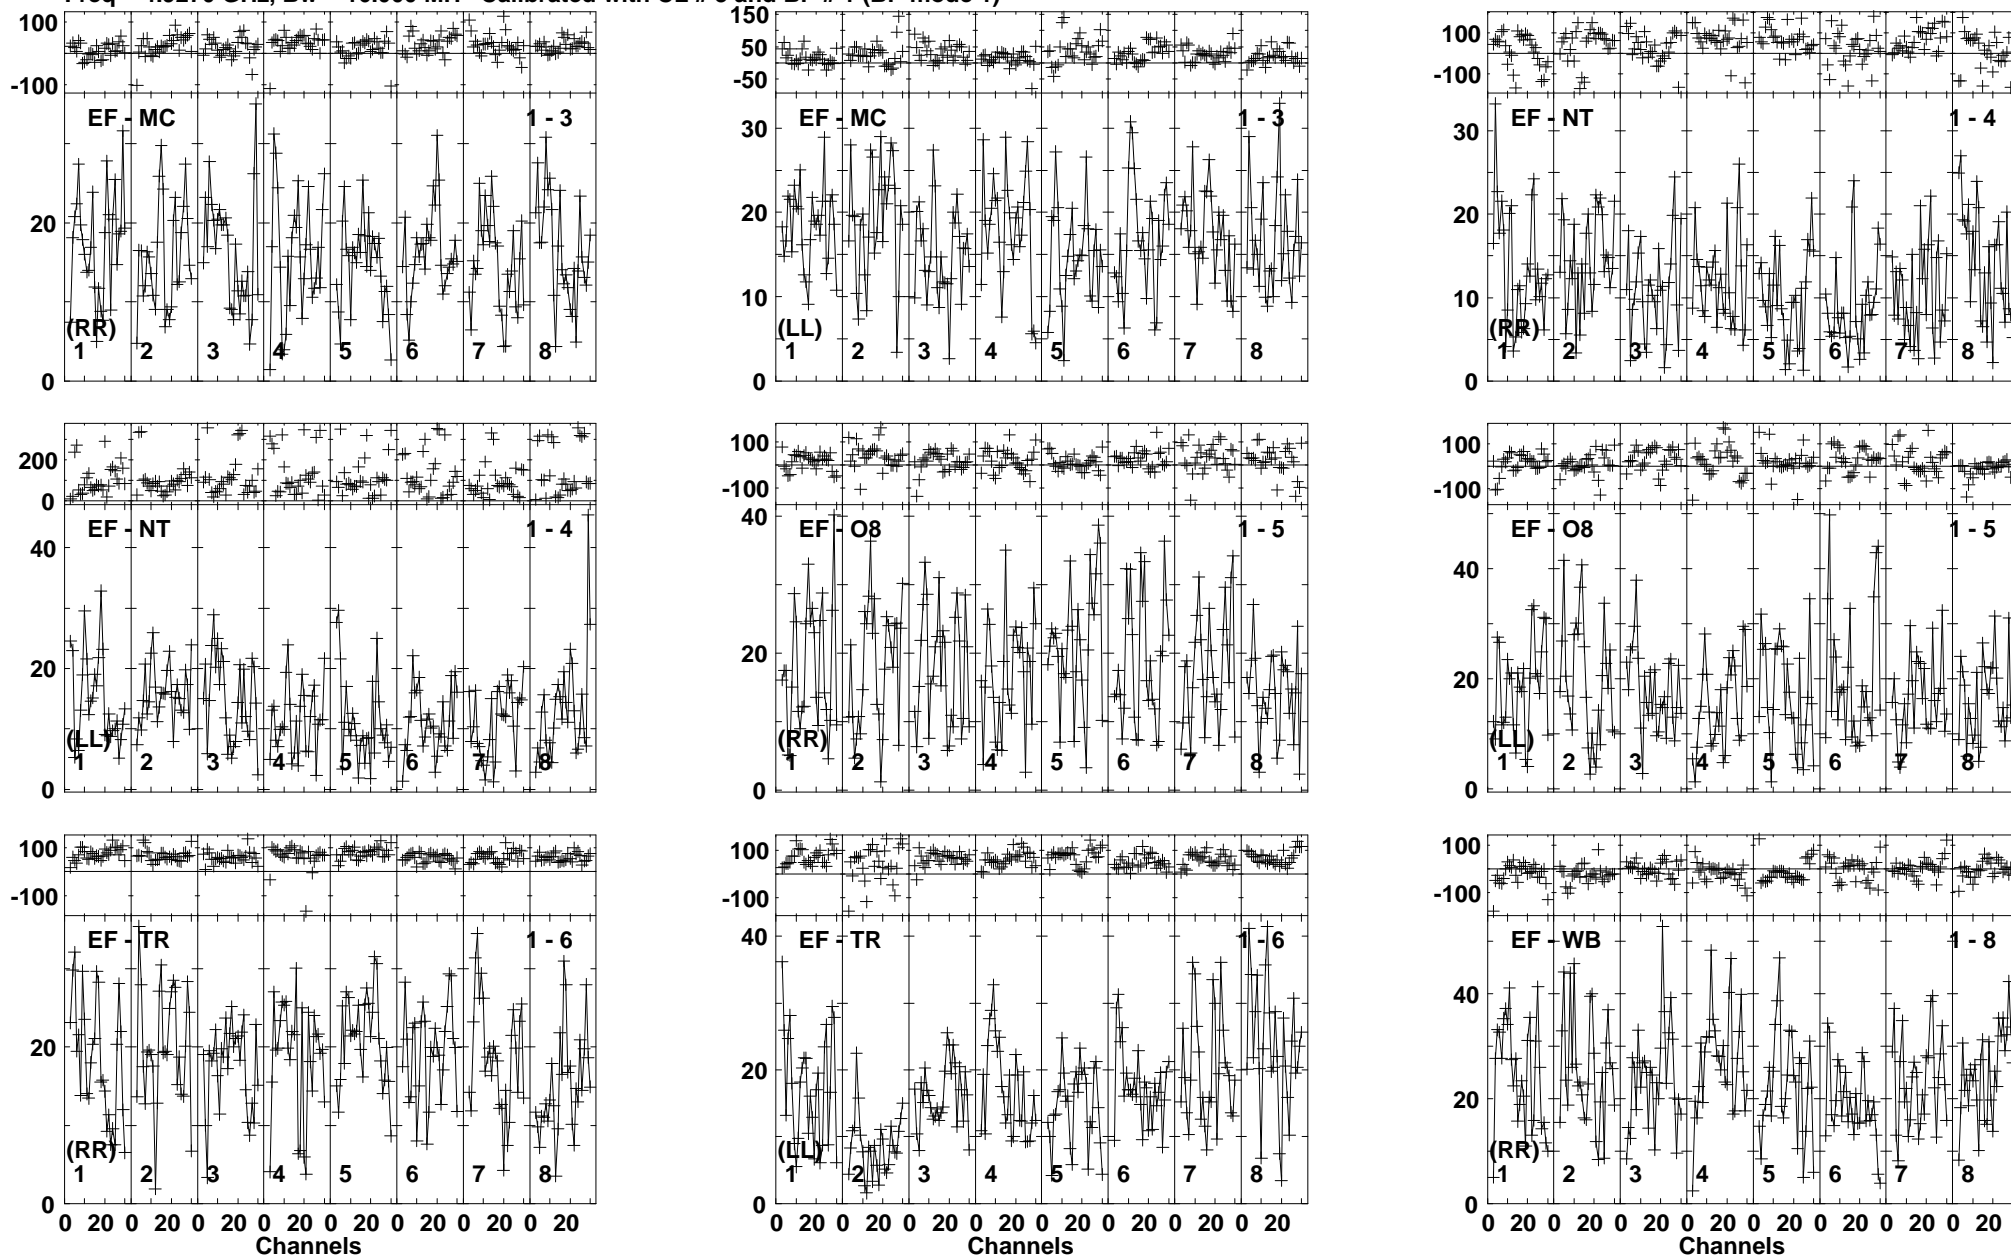 100 -100 EF - MC 1 - 3 20 0 (RR) 1 2 3 4 5 6 7 8
150 50 -50 EF - MC 1 - 3 30 20 10 0 (LL) 1 2 3 4 5 6 7 8
100 -100 EF - NT 1 - 4 30 20 10 0 (RR) 1 2 3 4 5 6 7 8
200 0 EF - NT 1 - 4 40 20 0 (LL) 1 2 3 4 5 6 7 8
100 -100 EF - O8 1 - 5 40 20 0 (RR) 1 2 3 4 5 6 7 8
100 -100 EF - O8 1 - 5 40 20 0 (LL) 1 2 3 4 5 6 7 8
100 -100 EF - TR 1 - 6 20 0 (RR) 1 2 3 4 5 6 7 8
0 20 0 20 0 20 0 20 0 20 0 20 0 20 0 20
Channels
100 -100 EF - TR 1 - 6 40 20 0 (LL) 1 2 3 4 5 6 7 8
0 20 0 20 0 20 0 20 0 20 0 20 0 20 0 20
Channels
100 -100 EF - WB 1 - 8 40 20 0 (RR) 1 2 3 4 5 6 7 8
0 20 0 20 0 20 0 20 0 20 0 20 0 20 0 20
Channels